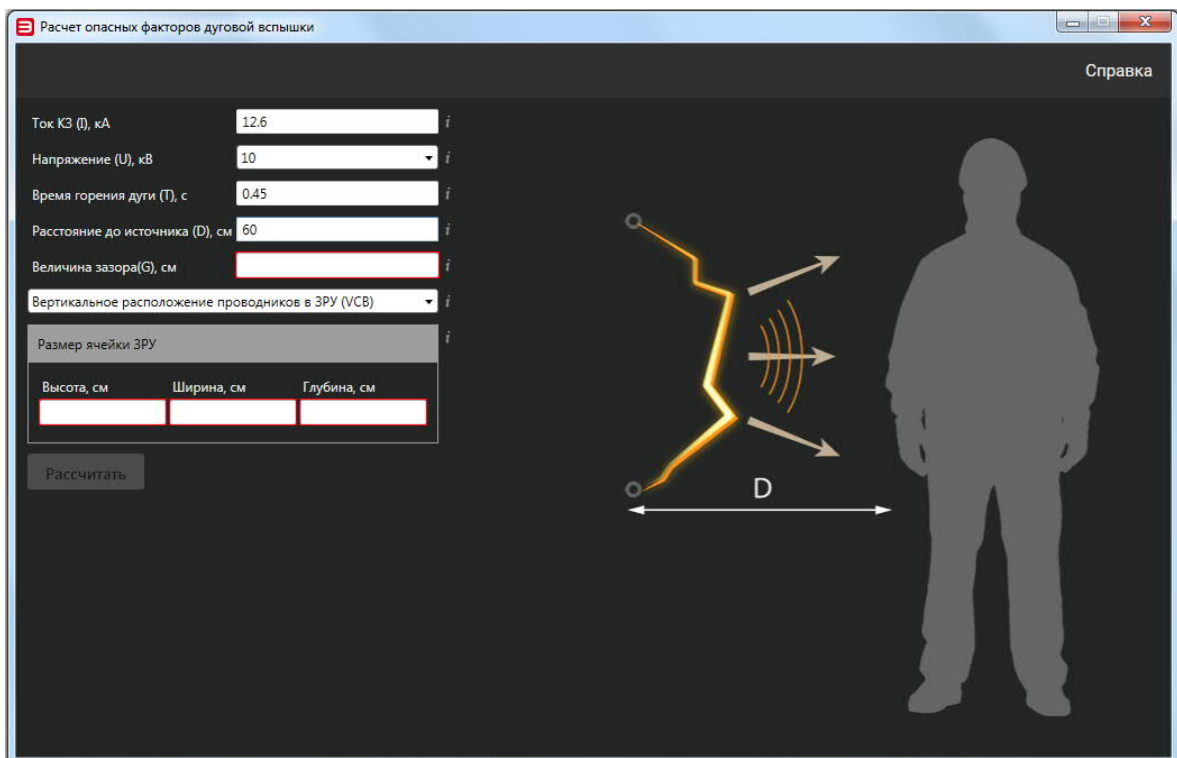 Расчет опасных факторов дуговой вспышки
Справка
Ток КЗ (I), кА 12.6 i
Напряжение (U), кВ 10 i
Время горения дуги (T), с 0.45 i
Расстояние до источника (D), см 60 i
Величина зазора(G), см i
Вертикальное расположение проводников в ЗРУ (VCB) i
Размер ячейки ЗРУ i
Высота, см Ширина, см Глубина, см
Рассчитать
D